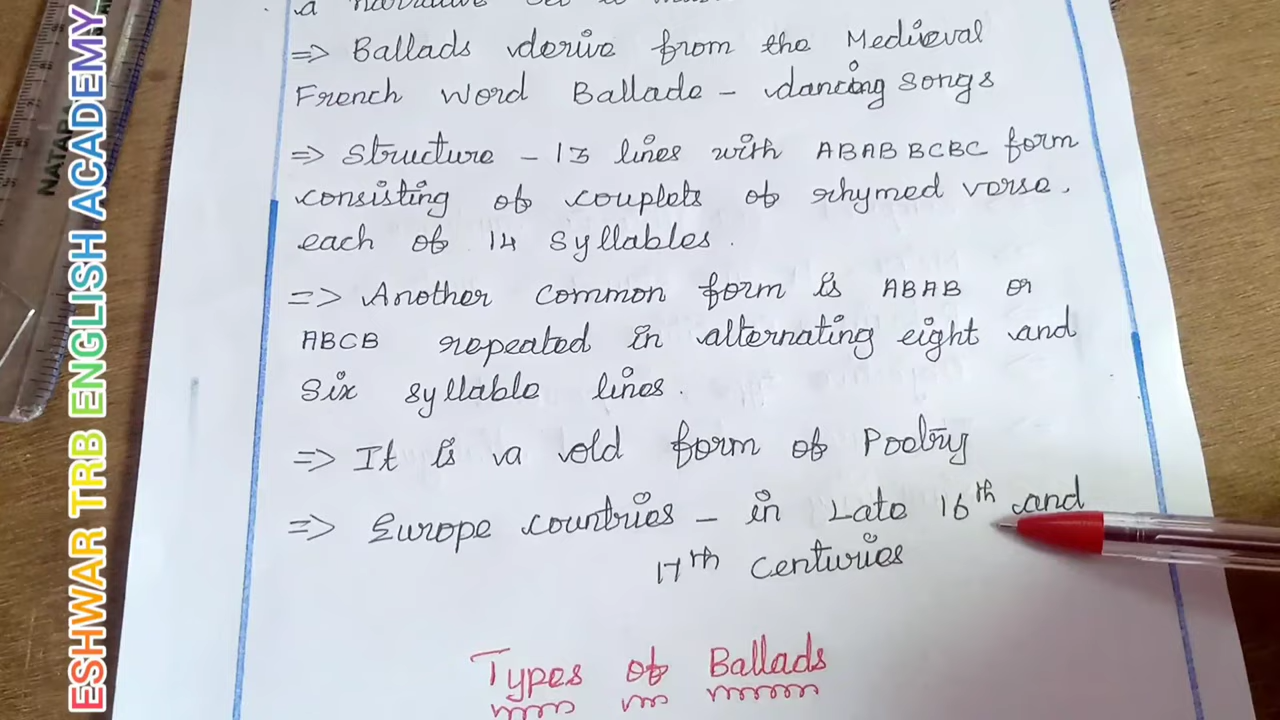 a narrative set to
=> Ballads derive from the Medieval
French Word Ballade - dancing songs
=> Structure - 13 lines with ABAB BCBC form
consisting of couplets of rhymed verse.
each of 14 syllables.
=> Another common form is ABAB or
ABCB repeated in alternating eight and
six syllable lines.
=> It is a old form of Poetry
=> Europe countries - in Late 16th and
17th centuries
Types of Ballads
ESHWAR TRB ENGLISH ACADEMY